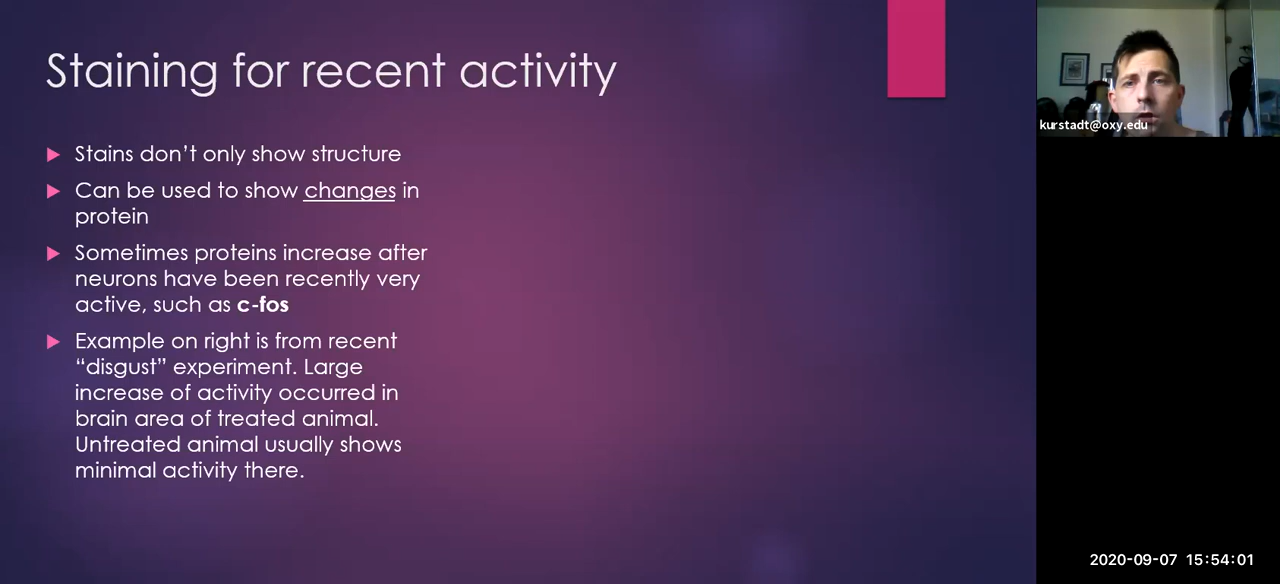 Staining for recent activity
Stains don’t only show structure
Can be used to show changes in
protein
Sometimes proteins increase after
neurons have been recently very
active, such as c-fos
Example on right is from recent
“disgust” experiment. Large
increase of activity occurred in
brain area of treated animal.
Untreated animal usually shows
minimal activity there.
kurstadt@oxy.edu
2020-09-07 15:54:01